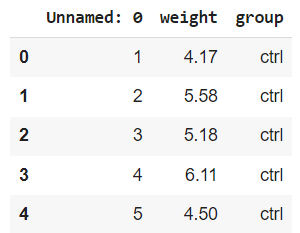 Unnamed: 0 weight group
0 1 4.17 ctrl
1 2 5.58 ctrl
2 3 5.18 ctrl
3 4 6.11 ctrl
4 5 4.50 ctrl